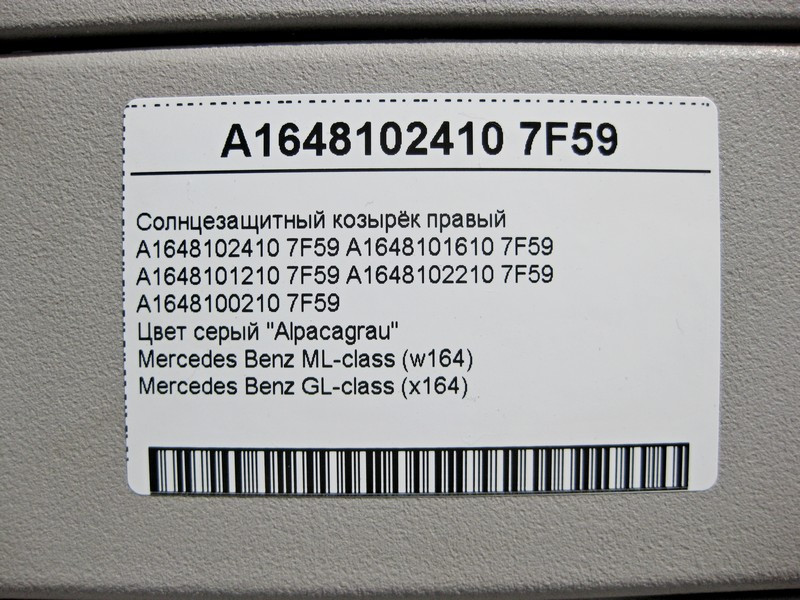 A1648102410 7F59
Солнцезащитный козырёк правый
A1648102410 7F59 A1648101610 7F59
A1648101210 7F59 A1648102210 7F59
A1648100210 7F59
Цвет серый "Alpacagrau"
Mercedes Benz ML-class (w164)
Mercedes Benz GL-class (x164)